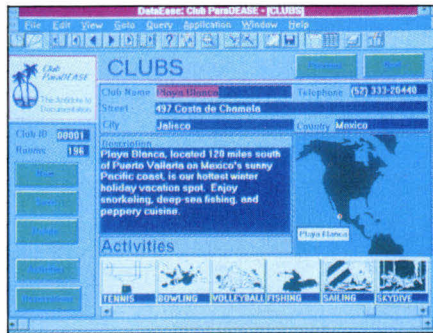 DataEase: Club ParaDEASE - [CLUBS]
File Edit View Goto Query Application Window Help
Club ParaDEASE
The Antidote to Documentation
CLUBS
Club Name Playa Blanca
Telephone (52) 333-20440
Street 497 Costa de Chamela
City Jalisco
Country Mexico
Club ID 00001
Rooms 196
Description
Playa Blanca, located 120 miles south
of Puerto Vallarta on Mexico's sunny
Pacific coast, is our hottest winter
holiday vacation spot. Enjoy
snorkeling, deep-sea fishing, and
peppery cuisine.
Playa Blanca
Activities
TENNIS BOWLING VOLLEYBALL FISHING SAILING SKYDIVE